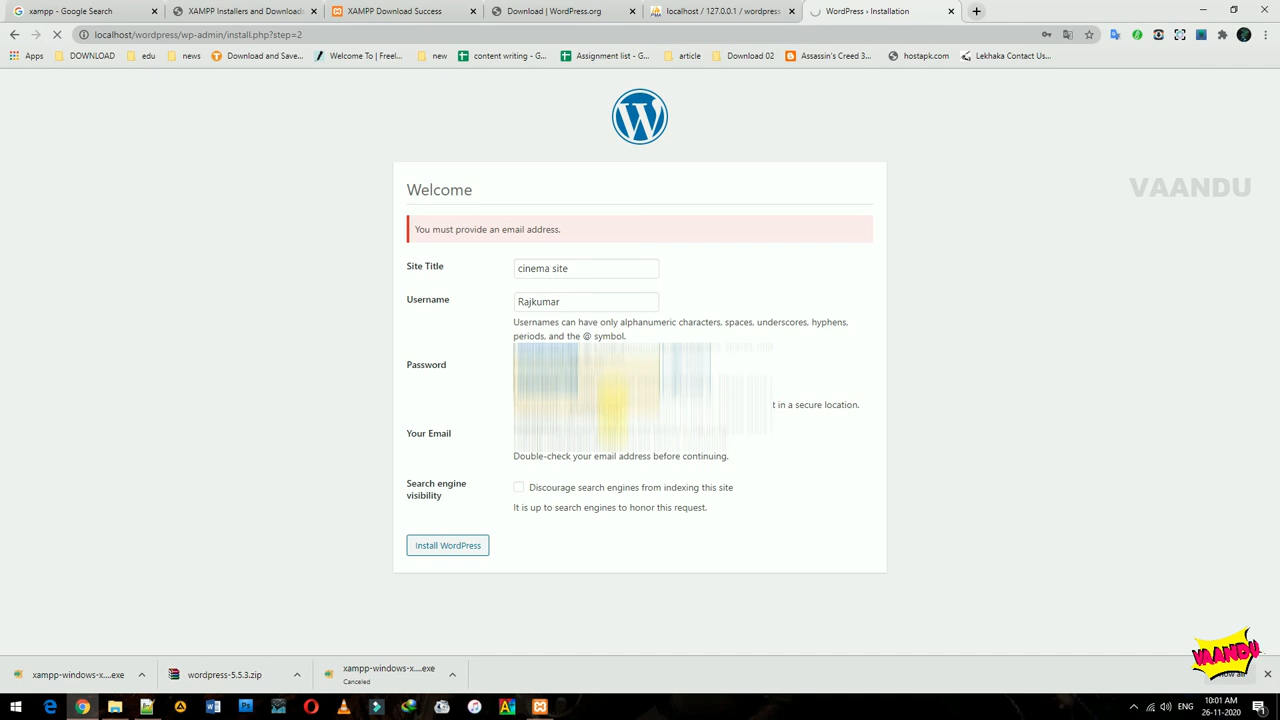 xampp - Google Search
XAMPP Installers and Download
XAMPP Download Success
Download | WordPress.org
localhost / 127.0.0.1 / wordpress
WordPress › Installation
localhost/wordpress/wp-admin/install.php?step=2
Apps
DOWNLOAD
edu
news
Download and Save...
Welcome To | Freel...
new
content writing - G...
Assignment list - G...
article
Download 02
Assassin's Creed 3...
hostapk.com
Lekhaka Contact Us...
Welcome
VAANDU
You must provide an email address.
Site Title
cinema site
Username
Rajkumar
Usernames can have only alphanumeric characters, spaces, underscores, hyphens,
periods, and the @ symbol.
Password
t in a secure location.
Your Email
Double-check your email address before continuing.
Search engine
visibility
Discourage search engines from indexing this site
It is up to search engines to honor this request.
Install WordPress
VAANDU
xampp-windows-x....exe
wordpress-5.5.3.zip
xampp-windows-x....exe
Canceled
ENG
10:01 AM
26-11-2020